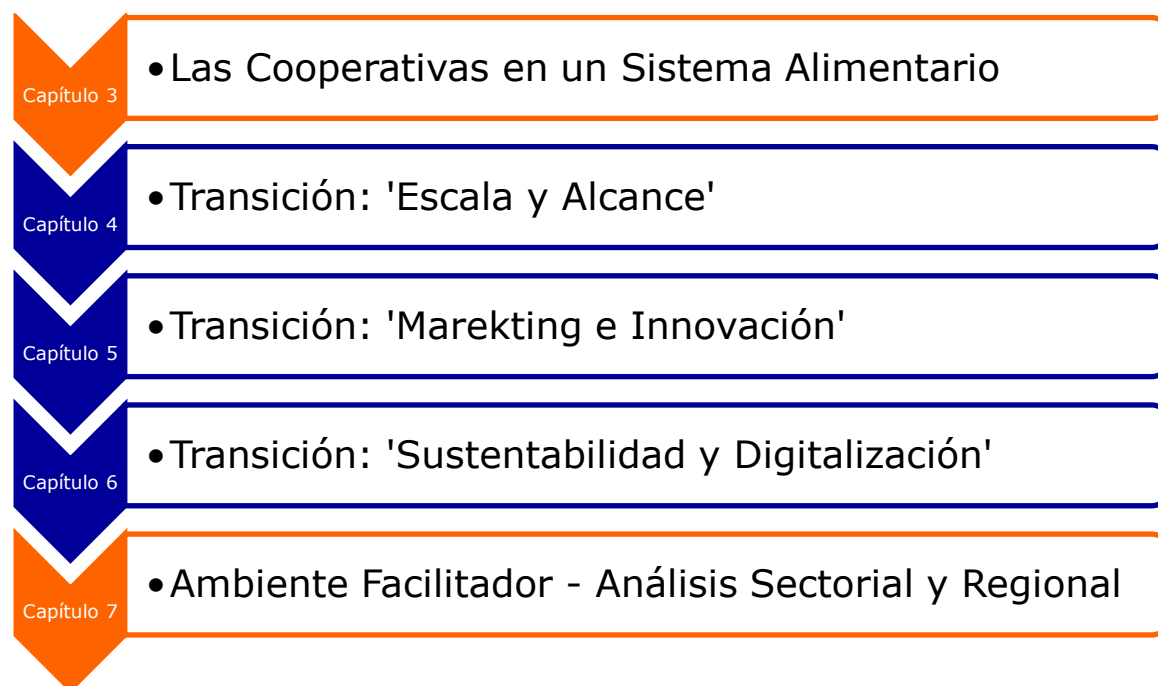 Capítulo 3
•Las Cooperativas en un Sistema Alimentario
Capítulo 4
•Transición: 'Escala y Alcance'
Capítulo 5
•Transición: 'Marekting e Innovación'
Capítulo 6
•Transición: 'Sustentabilidad y Digitalización'
Capítulo 7
•Ambiente Facilitador - Análisis Sectorial y Regional